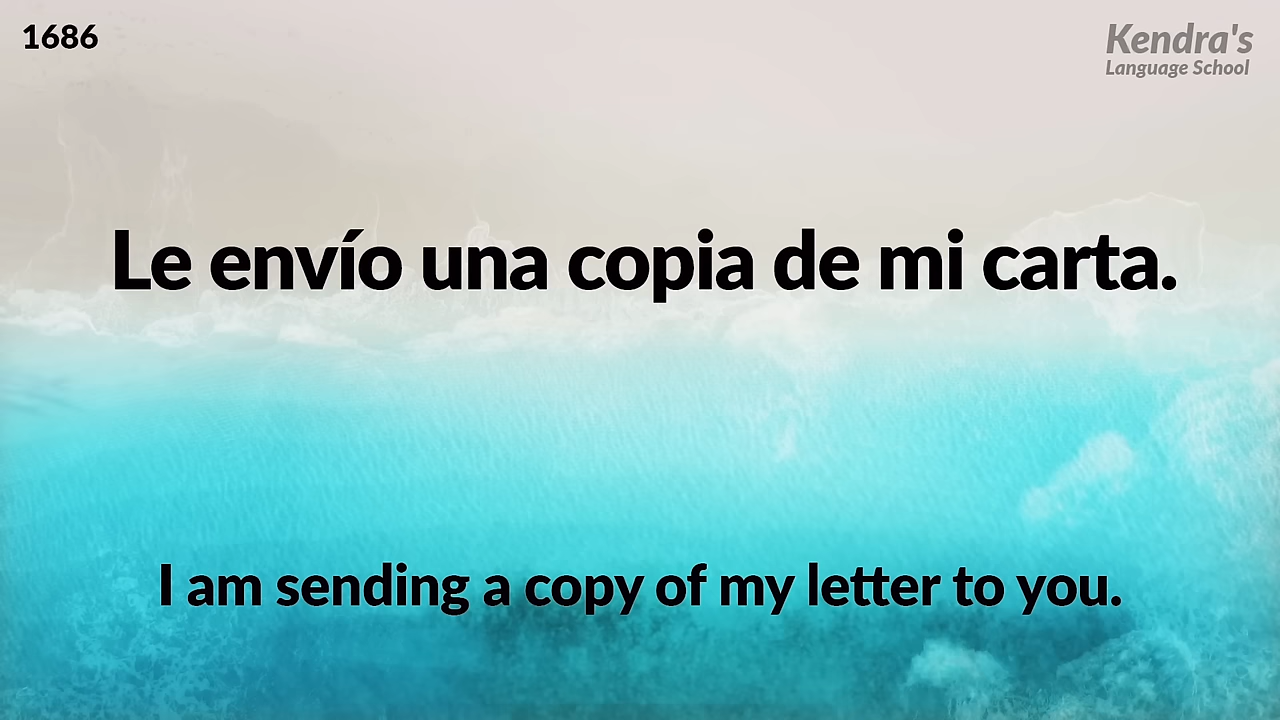 1686
Kendra's
Language School
Le envío una copia de mi carta.
I am sending a copy of my letter to you.